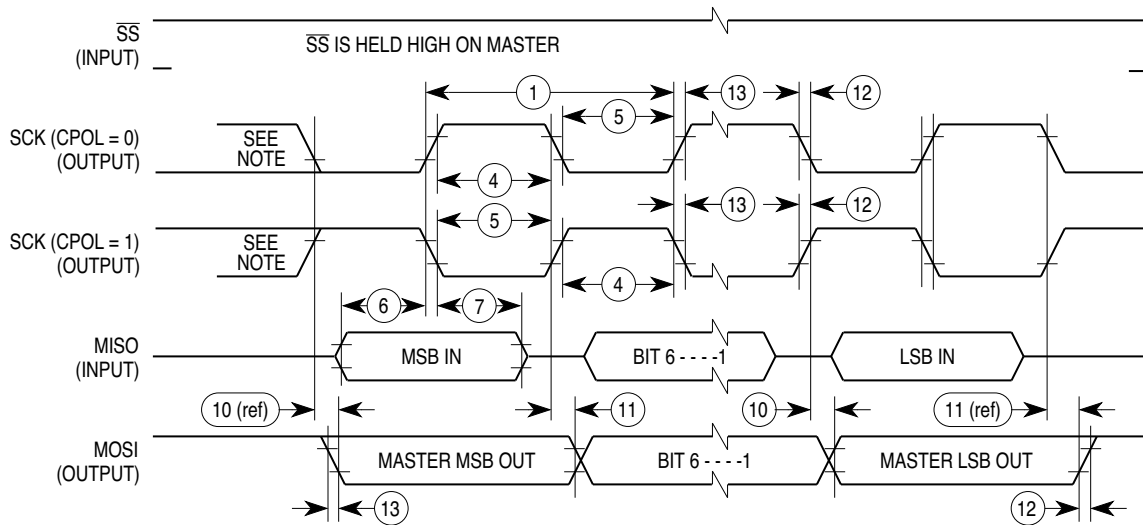 SS
(INPUT)
SS IS HELD HIGH ON MASTER
1
13
12
5
SCK (CPOL = 0)
(OUTPUT)
SEE
NOTE
4
13
12
5
SCK (CPOL = 1)
(OUTPUT)
SEE
NOTE
4
6
7
MISO
(INPUT)
MSB IN
BIT 6 - - - -1
LSB IN
10 (ref)
11
10
11 (ref)
MOSI
(OUTPUT)
MASTER MSB OUT
BIT 6 - - - -1
MASTER LSB OUT
13
12